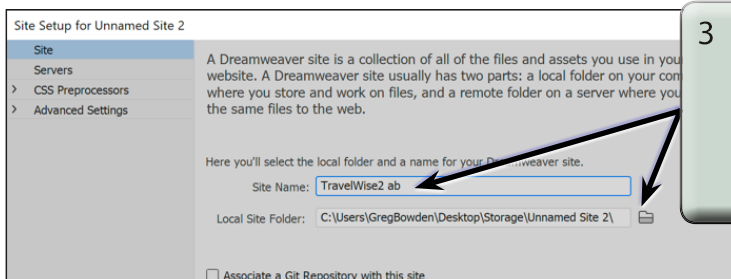 Site Setup for Unnamed Site 2
Site
Servers
CSS Preprocessors
Advanced Settings
A Dreamweaver site is a collection of all of the files and assets you use in
website. A Dreamweaver site usually has two parts: a local folder on your
where you store and work on files, and a remote folder on a server where
the same files to the web.
Here you'll select the local folder and a name for your Dreamweaver site.
Site Name: TravelWise2 ab
Local Site Folder: C:\Users\GregBowden\Desktop\Storage\Unnamed Site 2\
Associate a Git Repository with this site
3